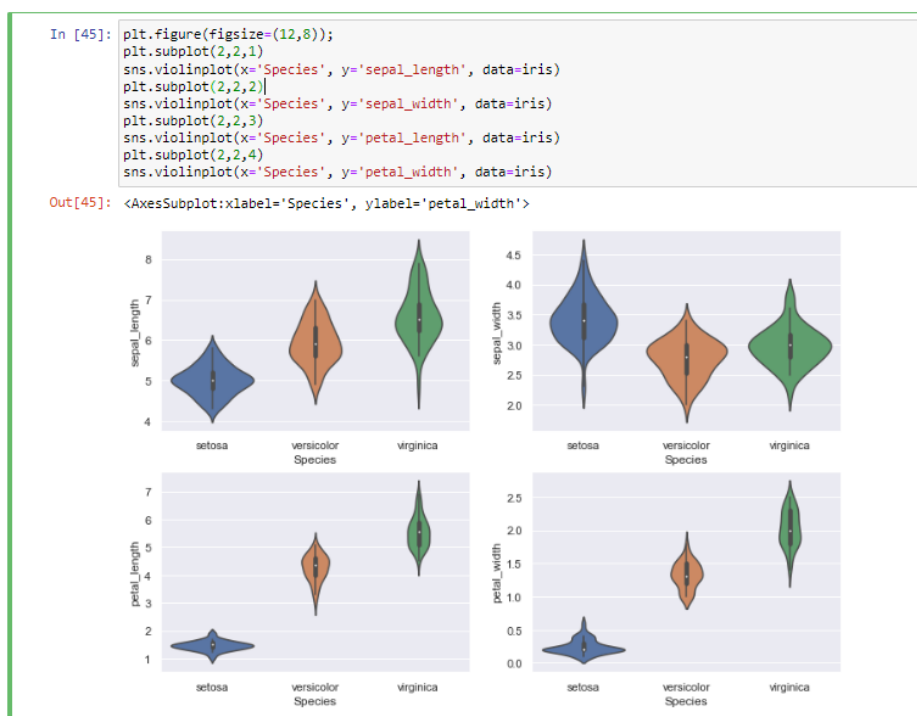 In [45]: plt.figure(figsize=(12,8));
plt.subplot(2,2,1)
sns.violinplot(x='Species', y='sepal_length', data=iris)
plt.subplot(2,2,2)
sns.violinplot(x='Species', y='sepal_width', data=iris)
plt.subplot(2,2,3)
sns.violinplot(x='Species', y='petal_length', data=iris)
plt.subplot(2,2,4)
sns.violinplot(x='Species', y='petal_width', data=iris)
Out[45]: <AxesSubplot:xlabel='Species', ylabel='petal_width'>
sepal_length
8
7
6
5
4
setosa versicolor virginica
Species
sepal_width
4.5
4.0
3.5
3.0
2.5
2.0
setosa versicolor virginica
Species
petal_length
7
6
5
4
3
2
1
setosa versicolor virginica
Species
petal_width
2.5
2.0
1.5
1.0
0.5
0.0
setosa versicolor virginica
Species